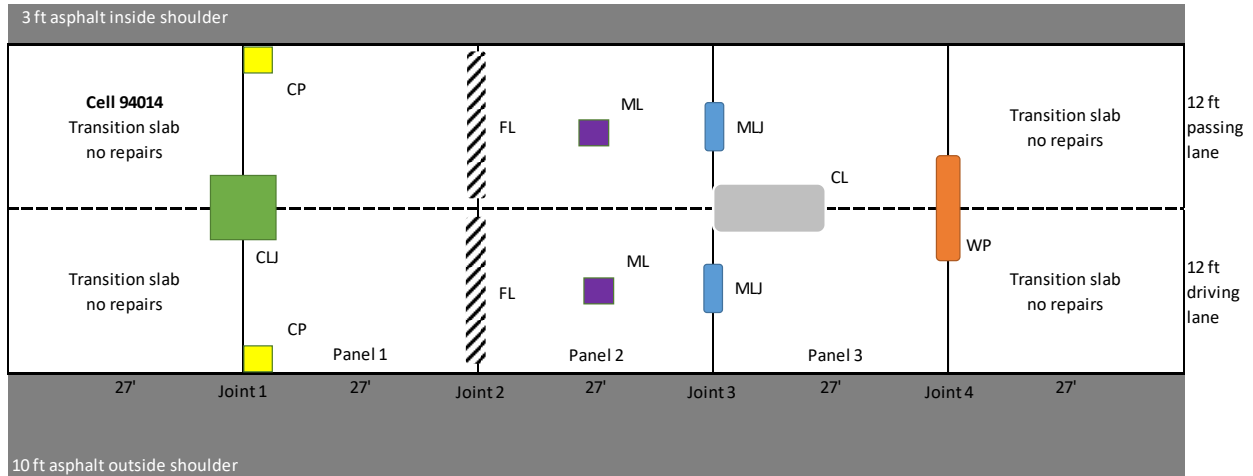 3 ft asphalt inside shoulder
Cell 94014
Transition slab
no repairs
CP
FL
ML
MLJ
CL
Transition slab
no repairs
12 ft
passing
lane
CLJ
Transition slab
no repairs
CP
FL
ML
MLJ
WP
Transition slab
no repairs
12 ft
driving
lane
Panel 1
Panel 2
Panel 3
27'
Joint 1
27'
Joint 2
27'
Joint 3
27'
Joint 4
27'
10 ft asphalt outside shoulder